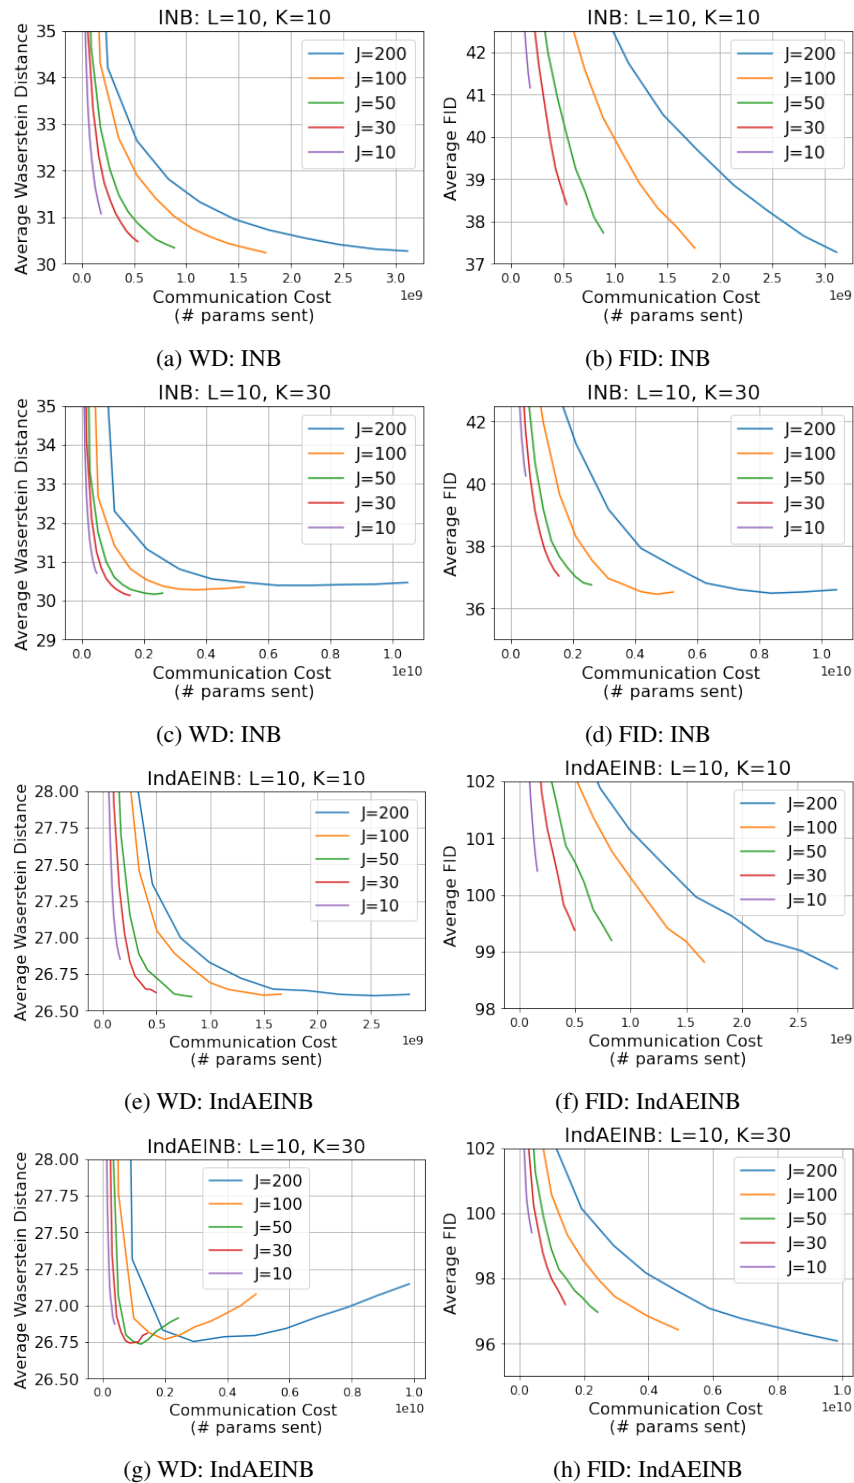 INB: L=10, K=10
Average Waserstein Distance
35
34
33
32
31
30
J=200
J=100
J=50
J=30
J=10
0.0 0.5 1.0 1.5 2.0 2.5 3.0
1e9
Communication Cost
(# params sent)
(a) WD: INB
INB: L=10, K=10
Average FID
42
41
40
39
38
37
J=200
J=100
J=50
J=30
J=10
0.0 0.5 1.0 1.5 2.0 2.5 3.0
1e9
Communication Cost
(# params sent)
(b) FID: INB
INB: L=10, K=30
Average Waserstein Distance
35
34
33
32
31
30
29
J=200
J=100
J=50
J=30
J=10
0.0 0.2 0.4 0.6 0.8 1.0
1e10
Communication Cost
(# params sent)
(c) WD: INB
INB: L=10, K=30
Average FID
42
40
38
36
J=200
J=100
J=50
J=30
J=10
0.0 0.2 0.4 0.6 0.8 1.0
1e10
Communication Cost
(# params sent)
(d) FID: INB
IndAEINB: L=10, K=10
Average Waserstein Distance
28.00
27.75
27.50
27.25
27.00
26.75
26.50
J=200
J=100
J=50
J=30
J=10
0.0 0.5 1.0 1.5 2.0 2.5
1e9
Communication Cost
(# params sent)
(e) WD: IndAEINB
IndAEINB: L=10, K=10
Average FID
102
101
100
99
98
J=200
J=100
J=50
J=30
J=10
0.0 0.5 1.0 1.5 2.0 2.5
1e9
Communication Cost
(# params sent)
(f) FID: IndAEINB
IndAEINB: L=10, K=30
Average Waserstein Distance
28.00
27.75
27.50
27.25
27.00
26.75
26.50
J=200
J=100
J=50
J=30
J=10
0.0 0.2 0.4 0.6 0.8 1.0
1e10
Communication Cost
(# params sent)
(g) WD: IndAEINB
IndAEINB: L=10, K=30
Average FID
102
100
98
96
J=200
J=100
J=50
J=30
J=10
0.0 0.2 0.4 0.6 0.8 1.0
1e10
Communication Cost
(# params sent)
(h) FID: IndAEINB